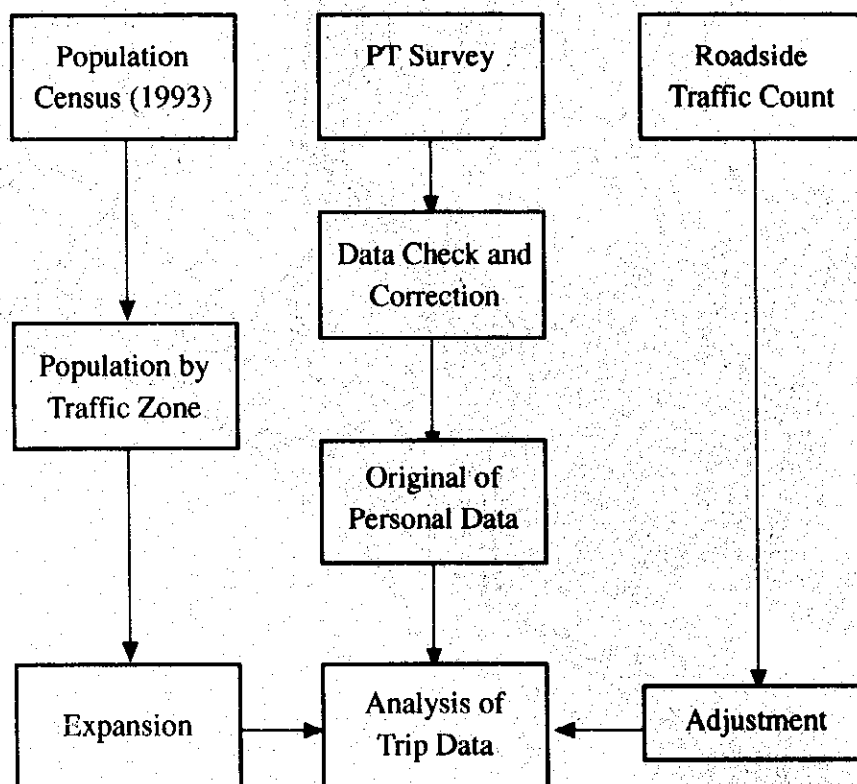 Population
Census (1993)
PT Survey
Roadside
Traffic Count
Data Check and
Correction
Population by
Traffic Zone
Original of
Personal Data
Expansion
Analysis of
Trip Data
Adjustment